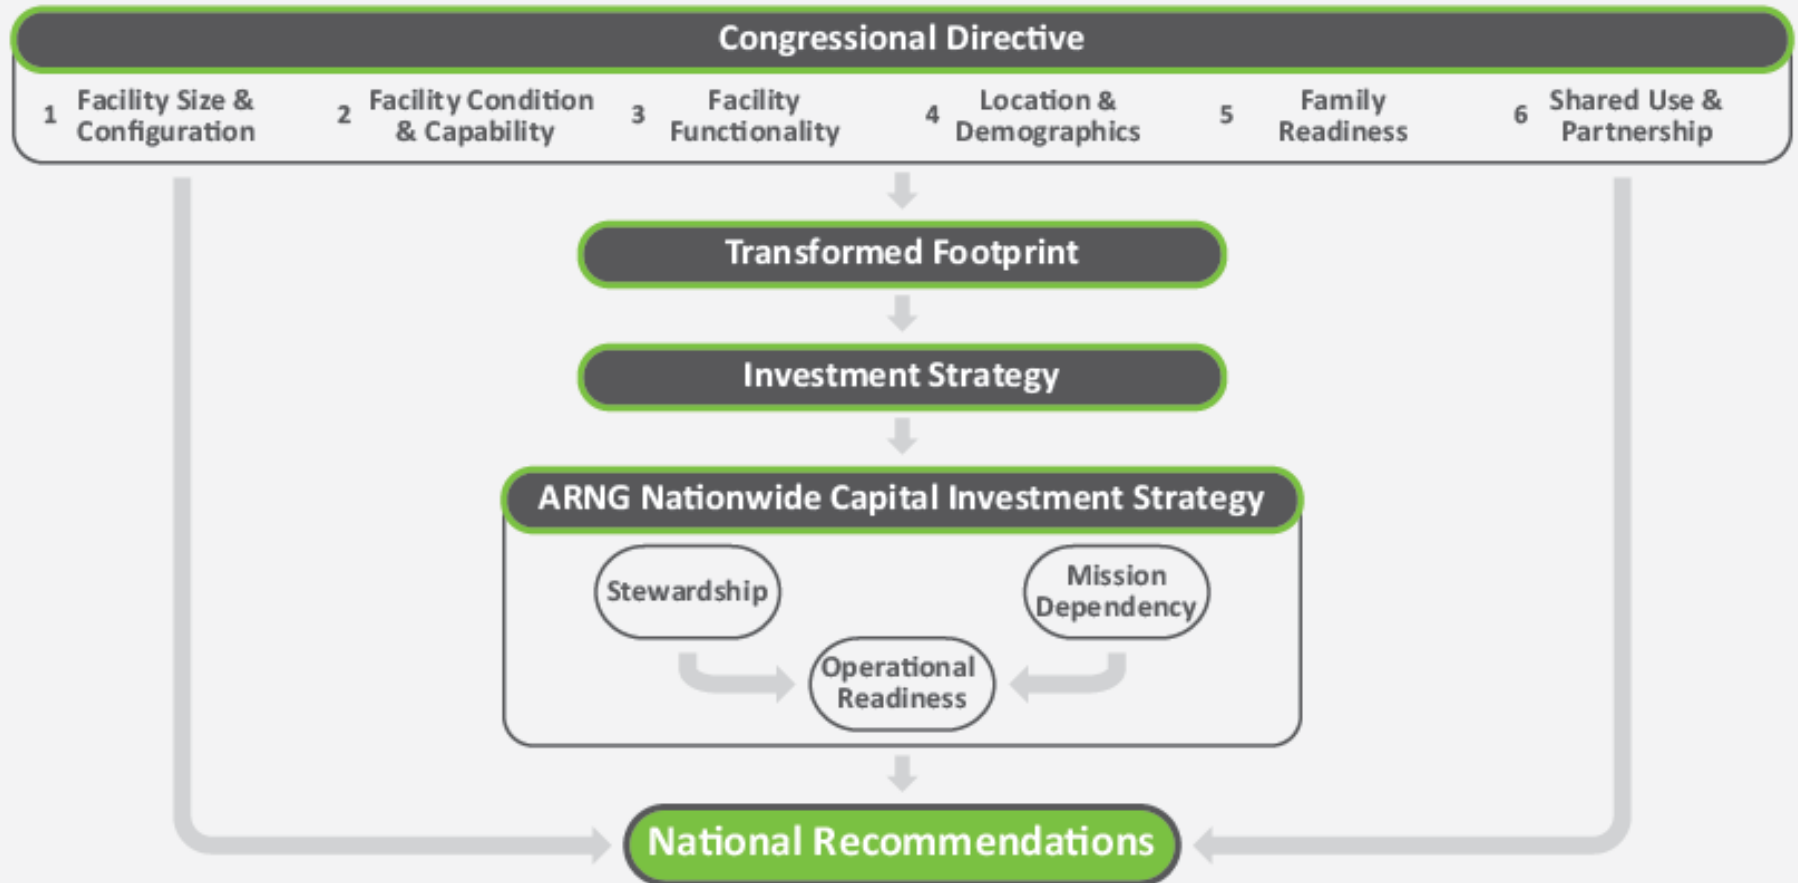 Congressional Directive
1 Facility Size &
Configuration
2 Facility Condition
& Capability
3 Facility
Functionality
4 Location &
Demographics
5 Family
Readiness
6 Shared Use &
Partnership
Transformed Footprint
Investment Strategy
ARNG Nationwide Capital Investment Strategy
Stewardship
Mission
Dependency
Operational
Readiness
National Recommendations